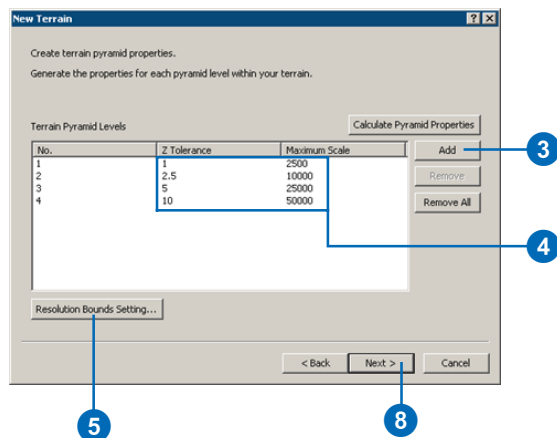 New Terrain
Create terrain pyramid properties.
Generate the properties for each pyramid level within your terrain.
Terrain Pyramid Levels
Calculate Pyramid Properties
No. Z Tolerance Maximum Scale
1 1 2500
2 2.5 10000
3 5 25000
4 10 50000
Add
Remove
Remove All
3
4
Resolution Bounds Setting...
< Back Next > Cancel
5
8